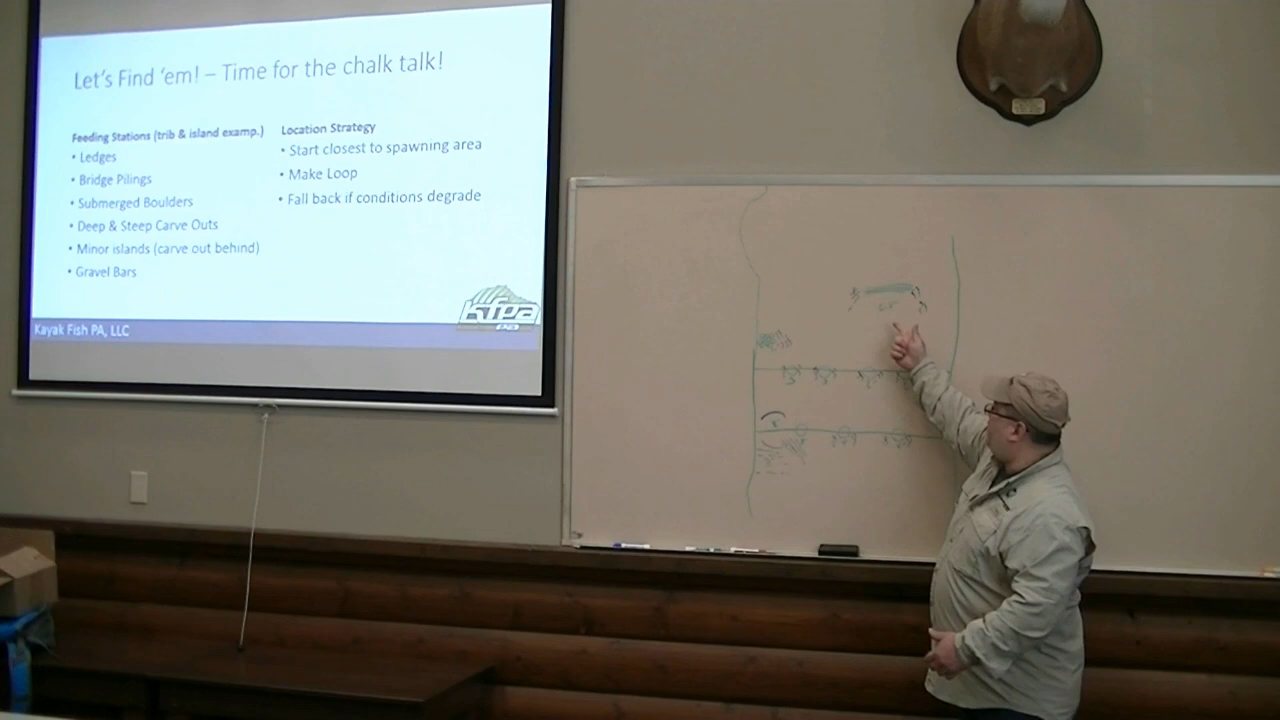 Let's Find 'em! – Time for the chalk talk!
Feeding Stations (trib & island examp.)
• Ledges
• Bridge Pilings
• Submerged Boulders
• Deep & Steep Carve Outs
• Minor islands (carve out behind)
• Gravel Bars
Location Strategy
• Start closest to spawning area
• Make Loop
• Fall back if conditions degrade
kfpa
Kayak Fish PA, LLC